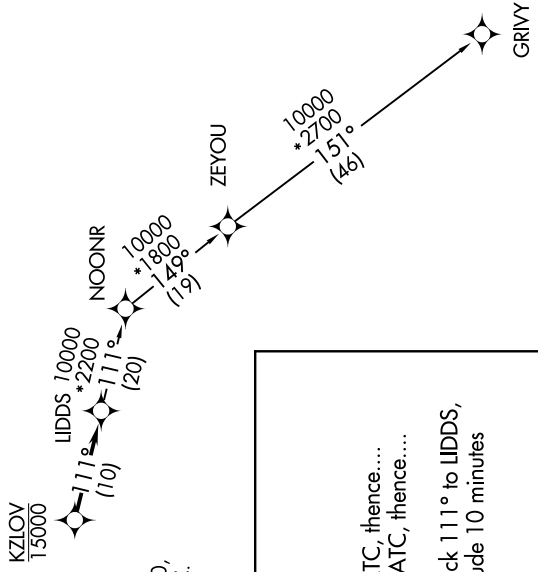 KZLOV
15000
111°
(10)
LIDDS
10000
*2200
111°
(20)
NOONR
10000
*1800
149°
(19)
ZEYOU
10000
*2700
151°
(46)
GRIVY
ATC, thence....
ATC, thence....
ck 111° to LIDDS,
ude 10 minutes